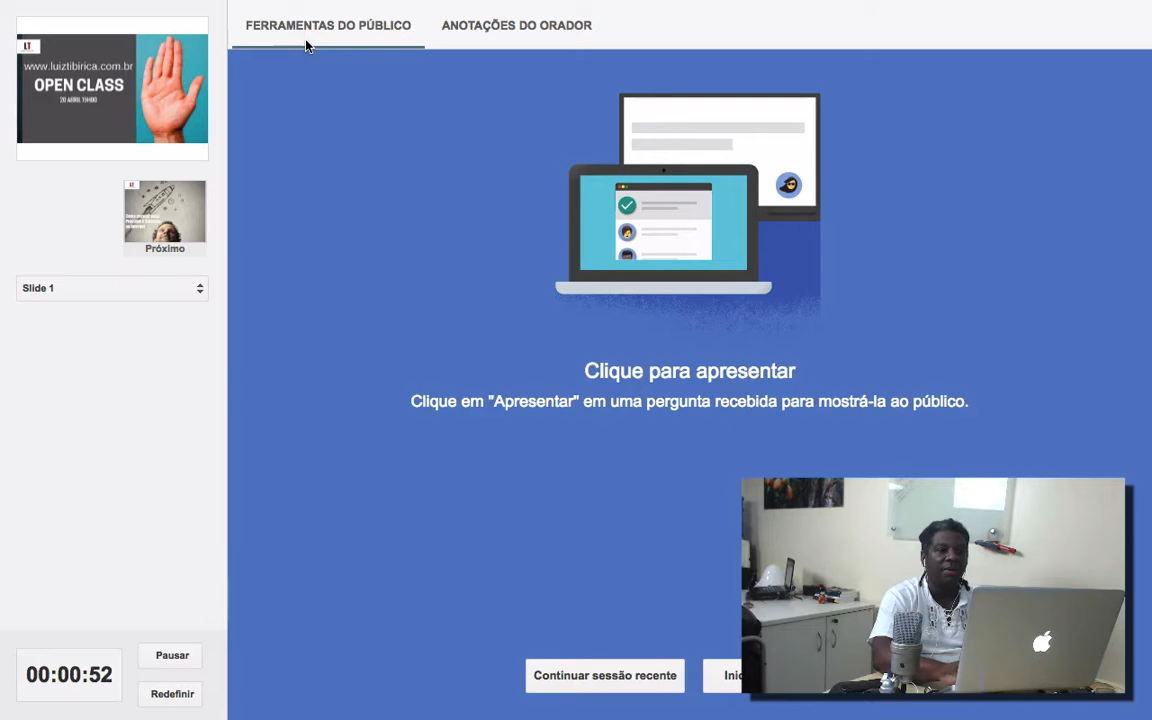 FERRAMENTAS DO PÚBLICO
ANOTAÇÕES DO ORADOR
LT
www.luiztibirica.com.br
OPEN CLASS
20 ABRIL 19H00
LT
Próximo
Slide 1
Clique para apresentar
Clique em "Apresentar" em uma pergunta recebida para mostrá-la ao público.
00:00:52
Pausar
Redefinir
Continuar sessão recente